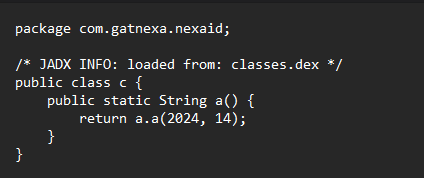 package com.gatnexa.nexaid;
/* JADX INFO: loaded from: classes.dex */
public class c {
    public static String a() {
        return a.a(2024, 14);
    }
}